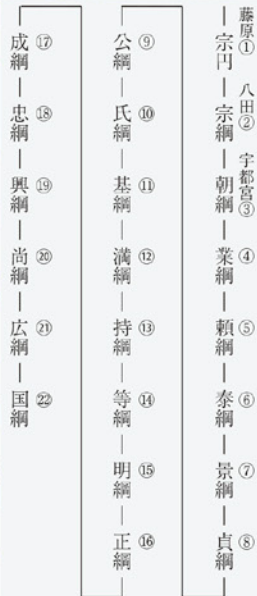 藤原① 八田② 宇都宮③ ④ ⑤ ⑥ ⑦ ⑧
宗円―宗綱―朝綱―業綱―頼綱―泰綱―景綱―貞綱
⑨ ⑩ ⑪ ⑫ ⑬ ⑭ ⑮ ⑯
公綱―氏綱―基綱―満綱―持綱―等綱―明綱―正綱
⑰ ⑱ ⑲ ⑳ ㉑ ㉒
成綱―忠綱―興綱―尚綱―広綱―国綱